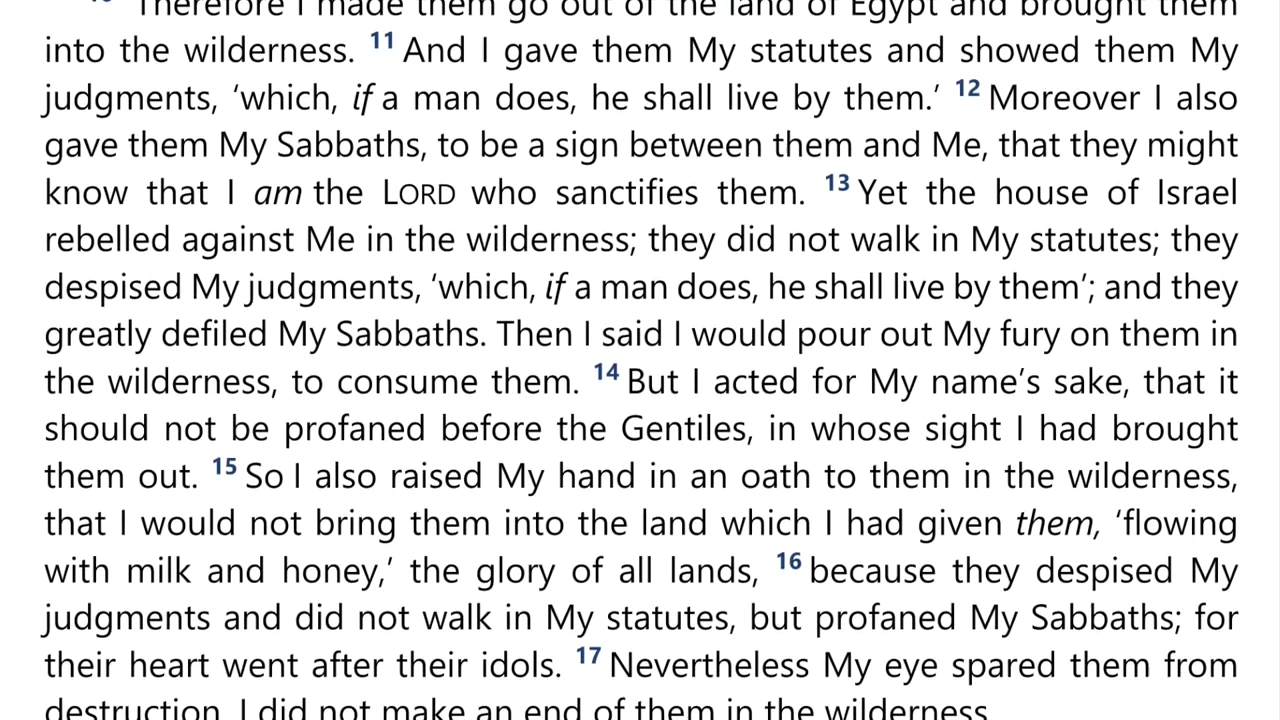 10 "Therefore I made them go out of the land of Egypt and brought them
into the wilderness. 11 And I gave them My statutes and showed them My
judgments, ‘which, if a man does, he shall live by them.’ 12 Moreover I also
gave them My Sabbaths, to be a sign between them and Me, that they might
know that I am the LORD who sanctifies them. 13 Yet the house of Israel
rebelled against Me in the wilderness; they did not walk in My statutes; they
despised My judgments, ‘which, if a man does, he shall live by them’; and they
greatly defiled My Sabbaths. Then I said I would pour out My fury on them in
the wilderness, to consume them. 14 But I acted for My name’s sake, that it
should not be profaned before the Gentiles, in whose sight I had brought
them out. 15 So I also raised My hand in an oath to them in the wilderness,
that I would not bring them into the land which I had given them, ‘flowing
with milk and honey,’ the glory of all lands, 16 because they despised My
judgments and did not walk in My statutes, but profaned My Sabbaths; for
their heart went after their idols. 17 Nevertheless My eye spared them from
destruction. I did not make an end of them in the wilderness.